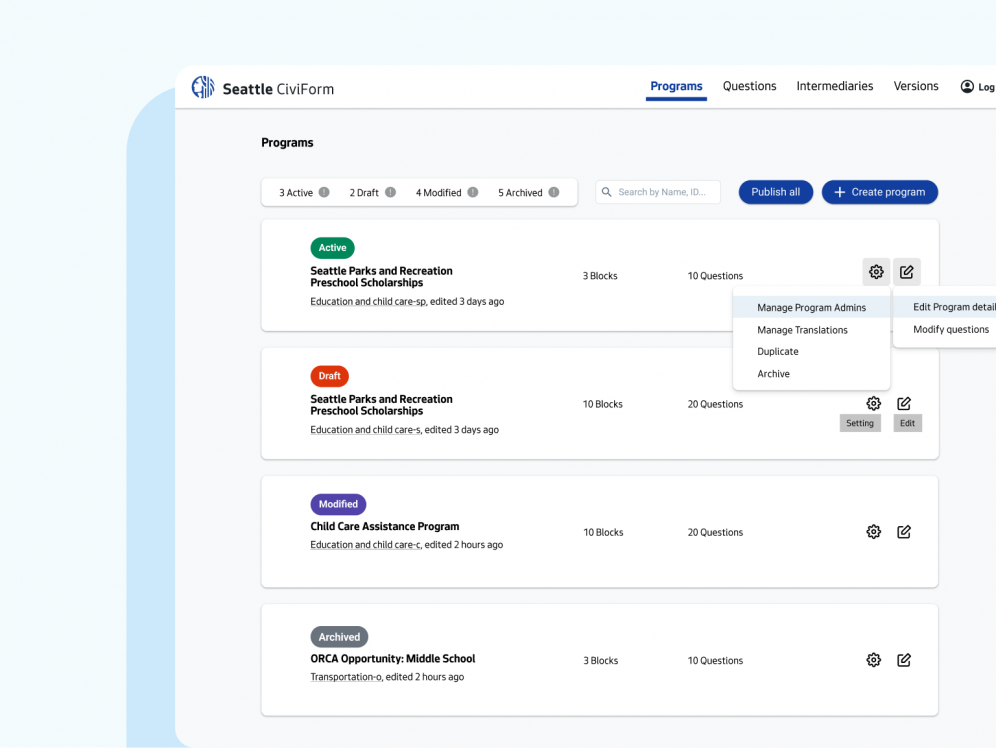 Seattle CiviForm
Programs Questions Intermediaries Versions Log
Programs
3 Active 2 Draft 4 Modified 5 Archived
Search by Name, ID...
Publish all
Create program
Active
Seattle Parks and Recreation
Preschool Scholarships
Education and child care-sp, edited 3 days ago
3 Blocks
10 Questions
Manage Program Admins
Manage Translations
Duplicate
Archive
Edit Program detail
Modify questions
Draft
Seattle Parks and Recreation
Preschool Scholarships
Education and child care-s, edited 3 days ago
10 Blocks
20 Questions
Setting
Edit
Modified
Child Care Assistance Program
Education and child care-c, edited 2 hours ago
10 Blocks
20 Questions
Archived
ORCA Opportunity: Middle School
Transportation-o, edited 2 hours ago
3 Blocks
10 Questions